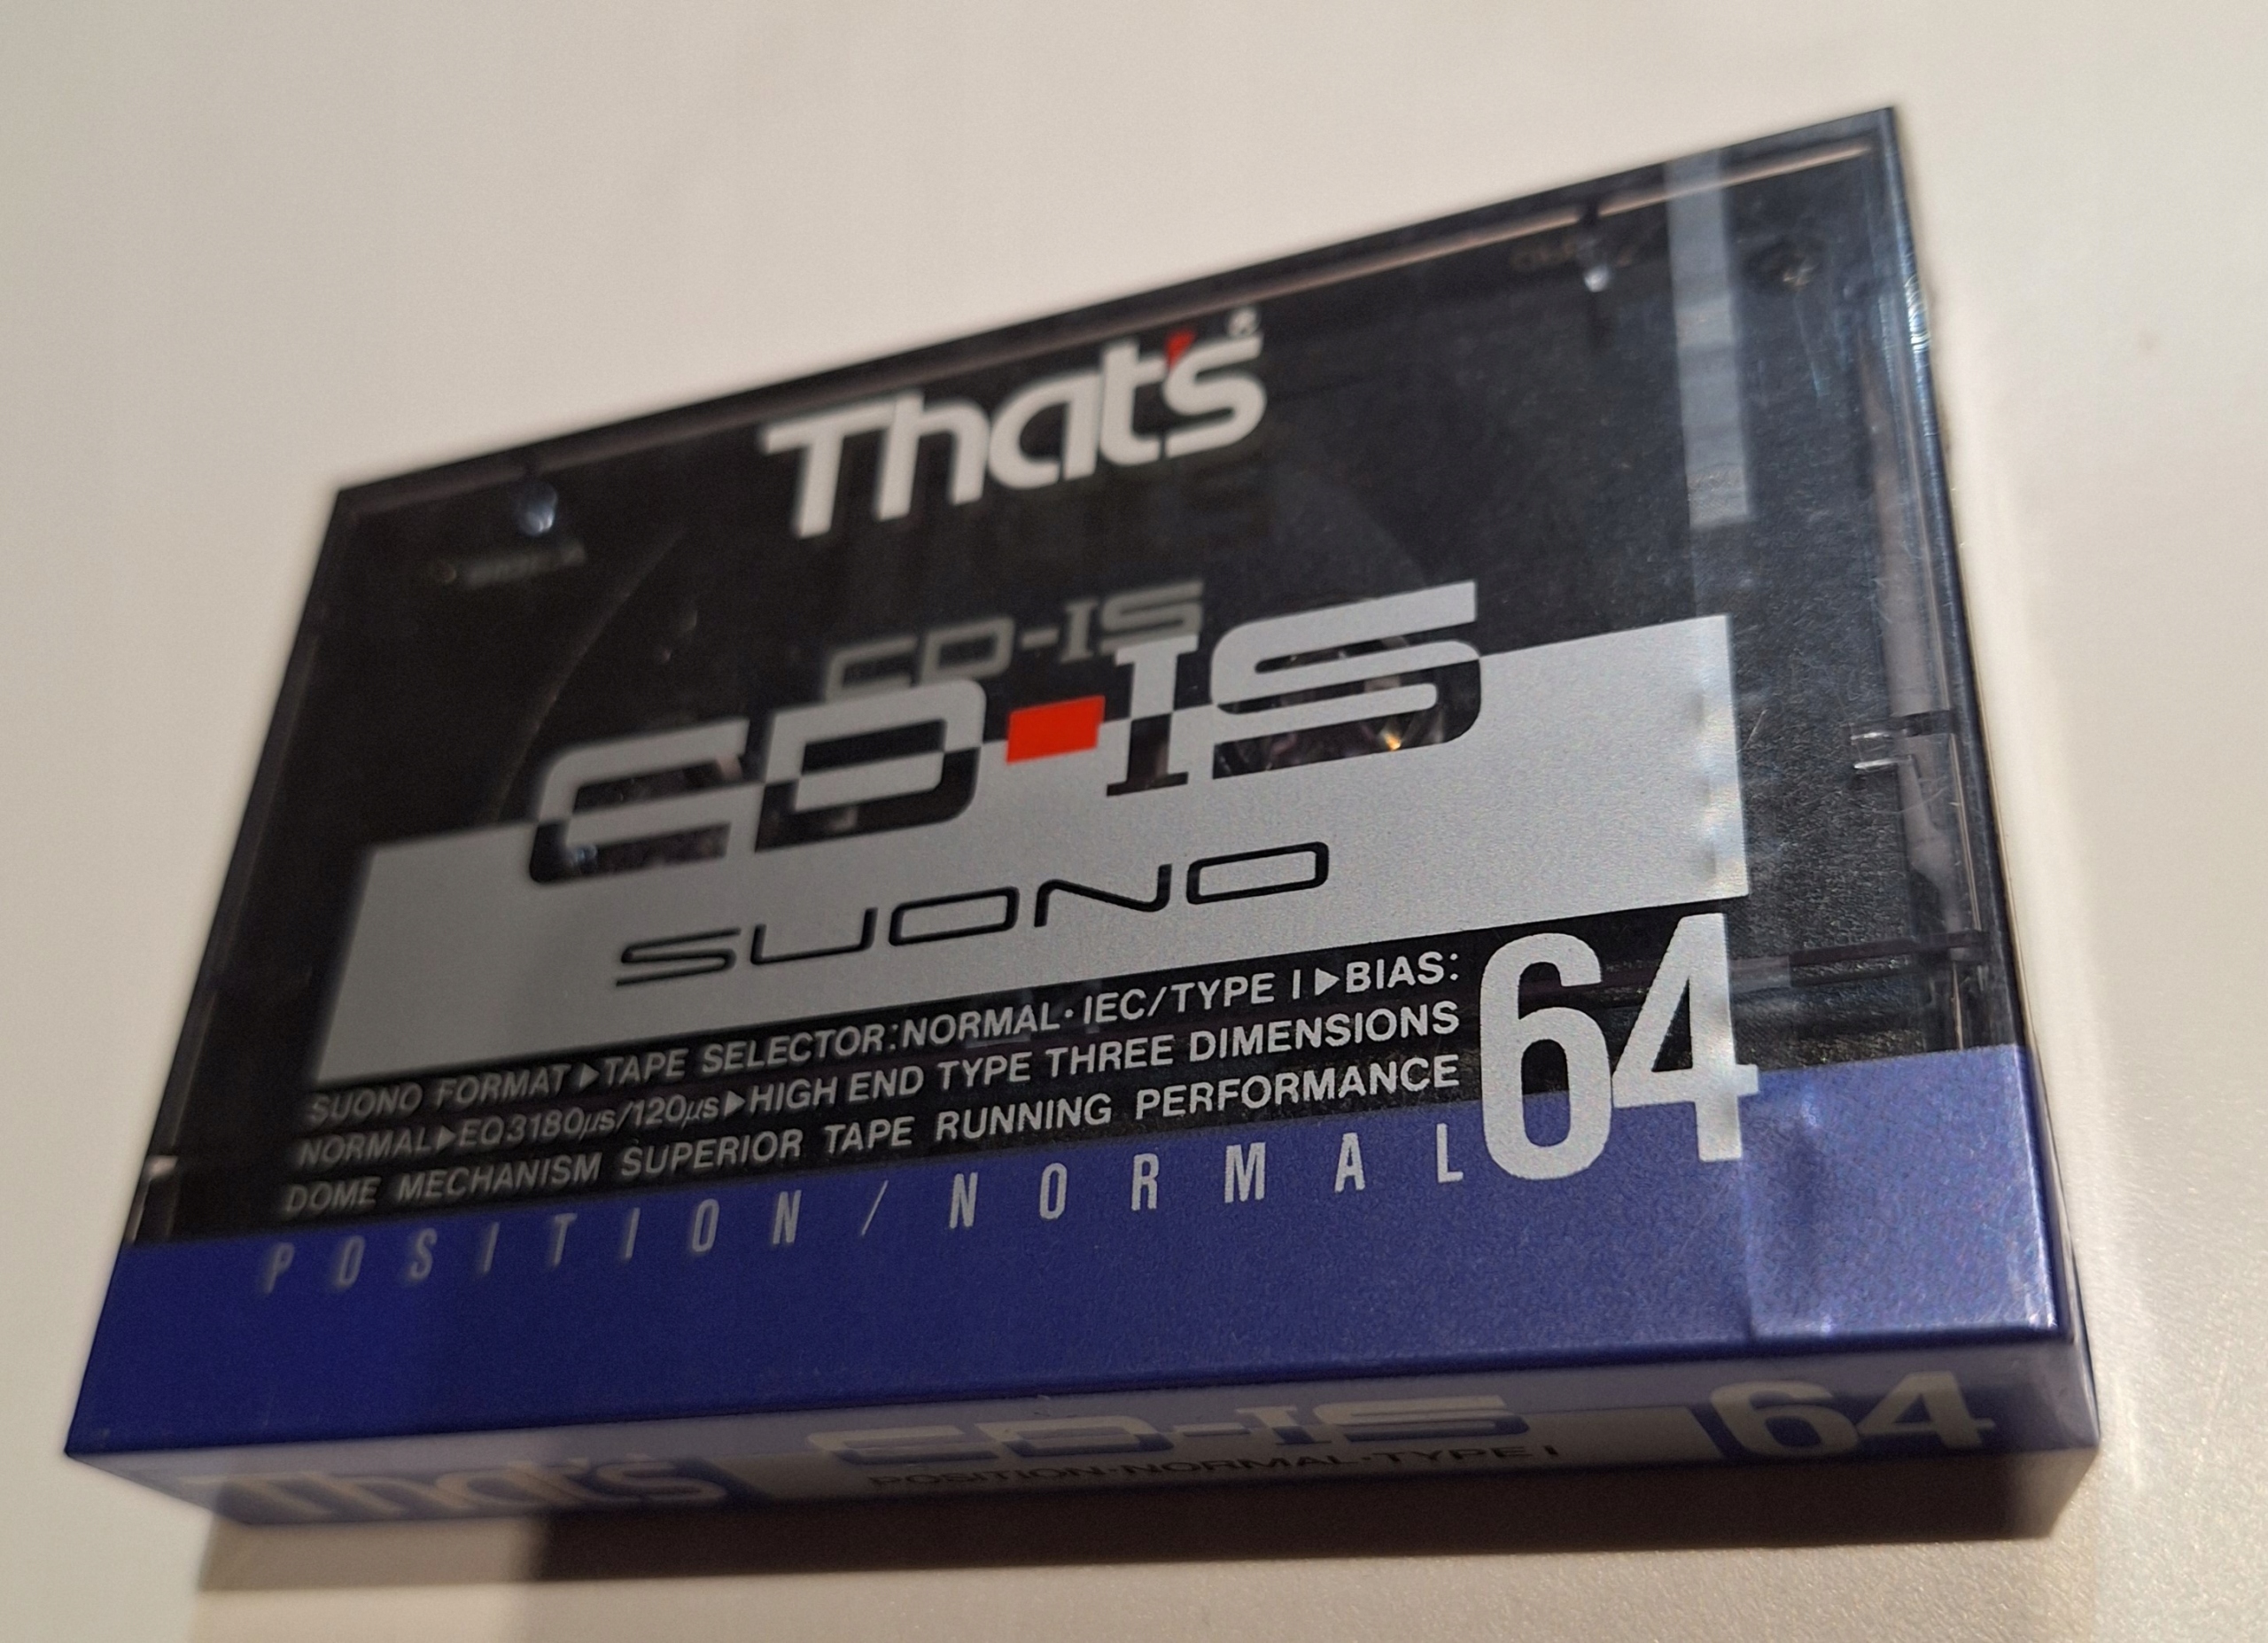 That's®
CD-IS
CD-IS
SUONO
SUONO FORMAT▶TAPE SELECTOR:NORMAL·IEC/TYPE I▶BIAS:
NORMAL▶EQ3180µs/120µs▶HIGH END TYPE THREE DIMENSIONS
DOME MECHANISM SUPERIOR TAPE RUNNING PERFORMANCE
64
POSITION/NORMAL
That's
CD-IS
POSITION·NORMAL·TYPE I
64